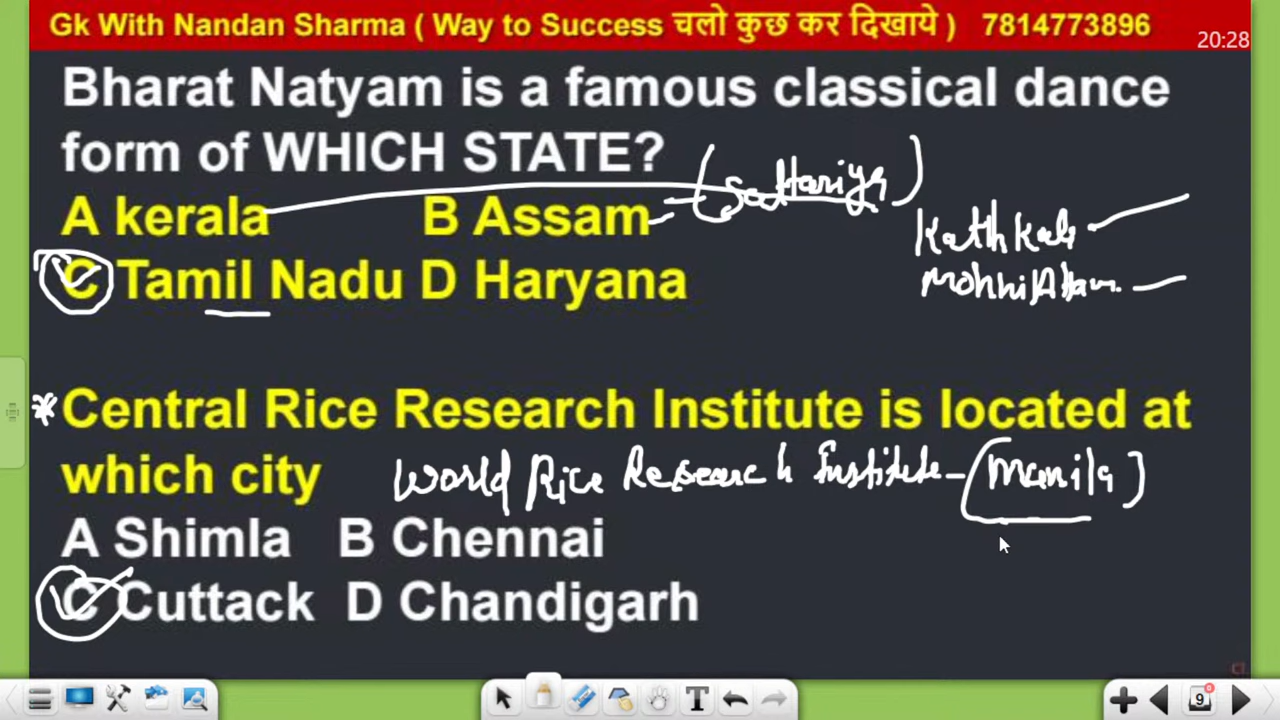 Gk With Nandan Sharma ( Way to Success चलो कुछ कर दिखाये ) 7814773896
20:28
Bharat Natyam is a famous classical dance
form of WHICH STATE?
(Sattariya)
A kerala B Assam
Kathkali
C Tamil Nadu D Haryana
MohniAttam
*Central Rice Research Institute is located at
which city World Rice Research Institute - (Manila)
A Shimla B Chennai
C Cuttack D Chandigarh
T
9